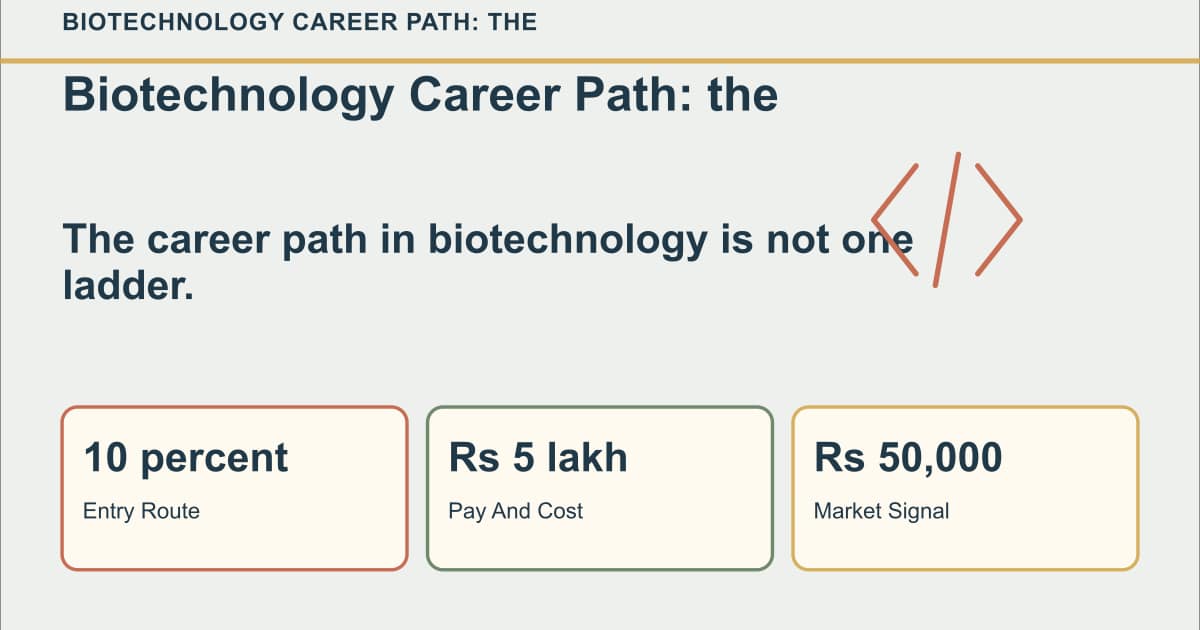 BIOTECHNOLOGY CAREER PATH: THE
Biotechnology Career Path: the
The career path in biotechnology is not one
ladder.
10 percent
Entry Route
Rs 5 lakh
Pay And Cost
Rs 50,000
Market Signal